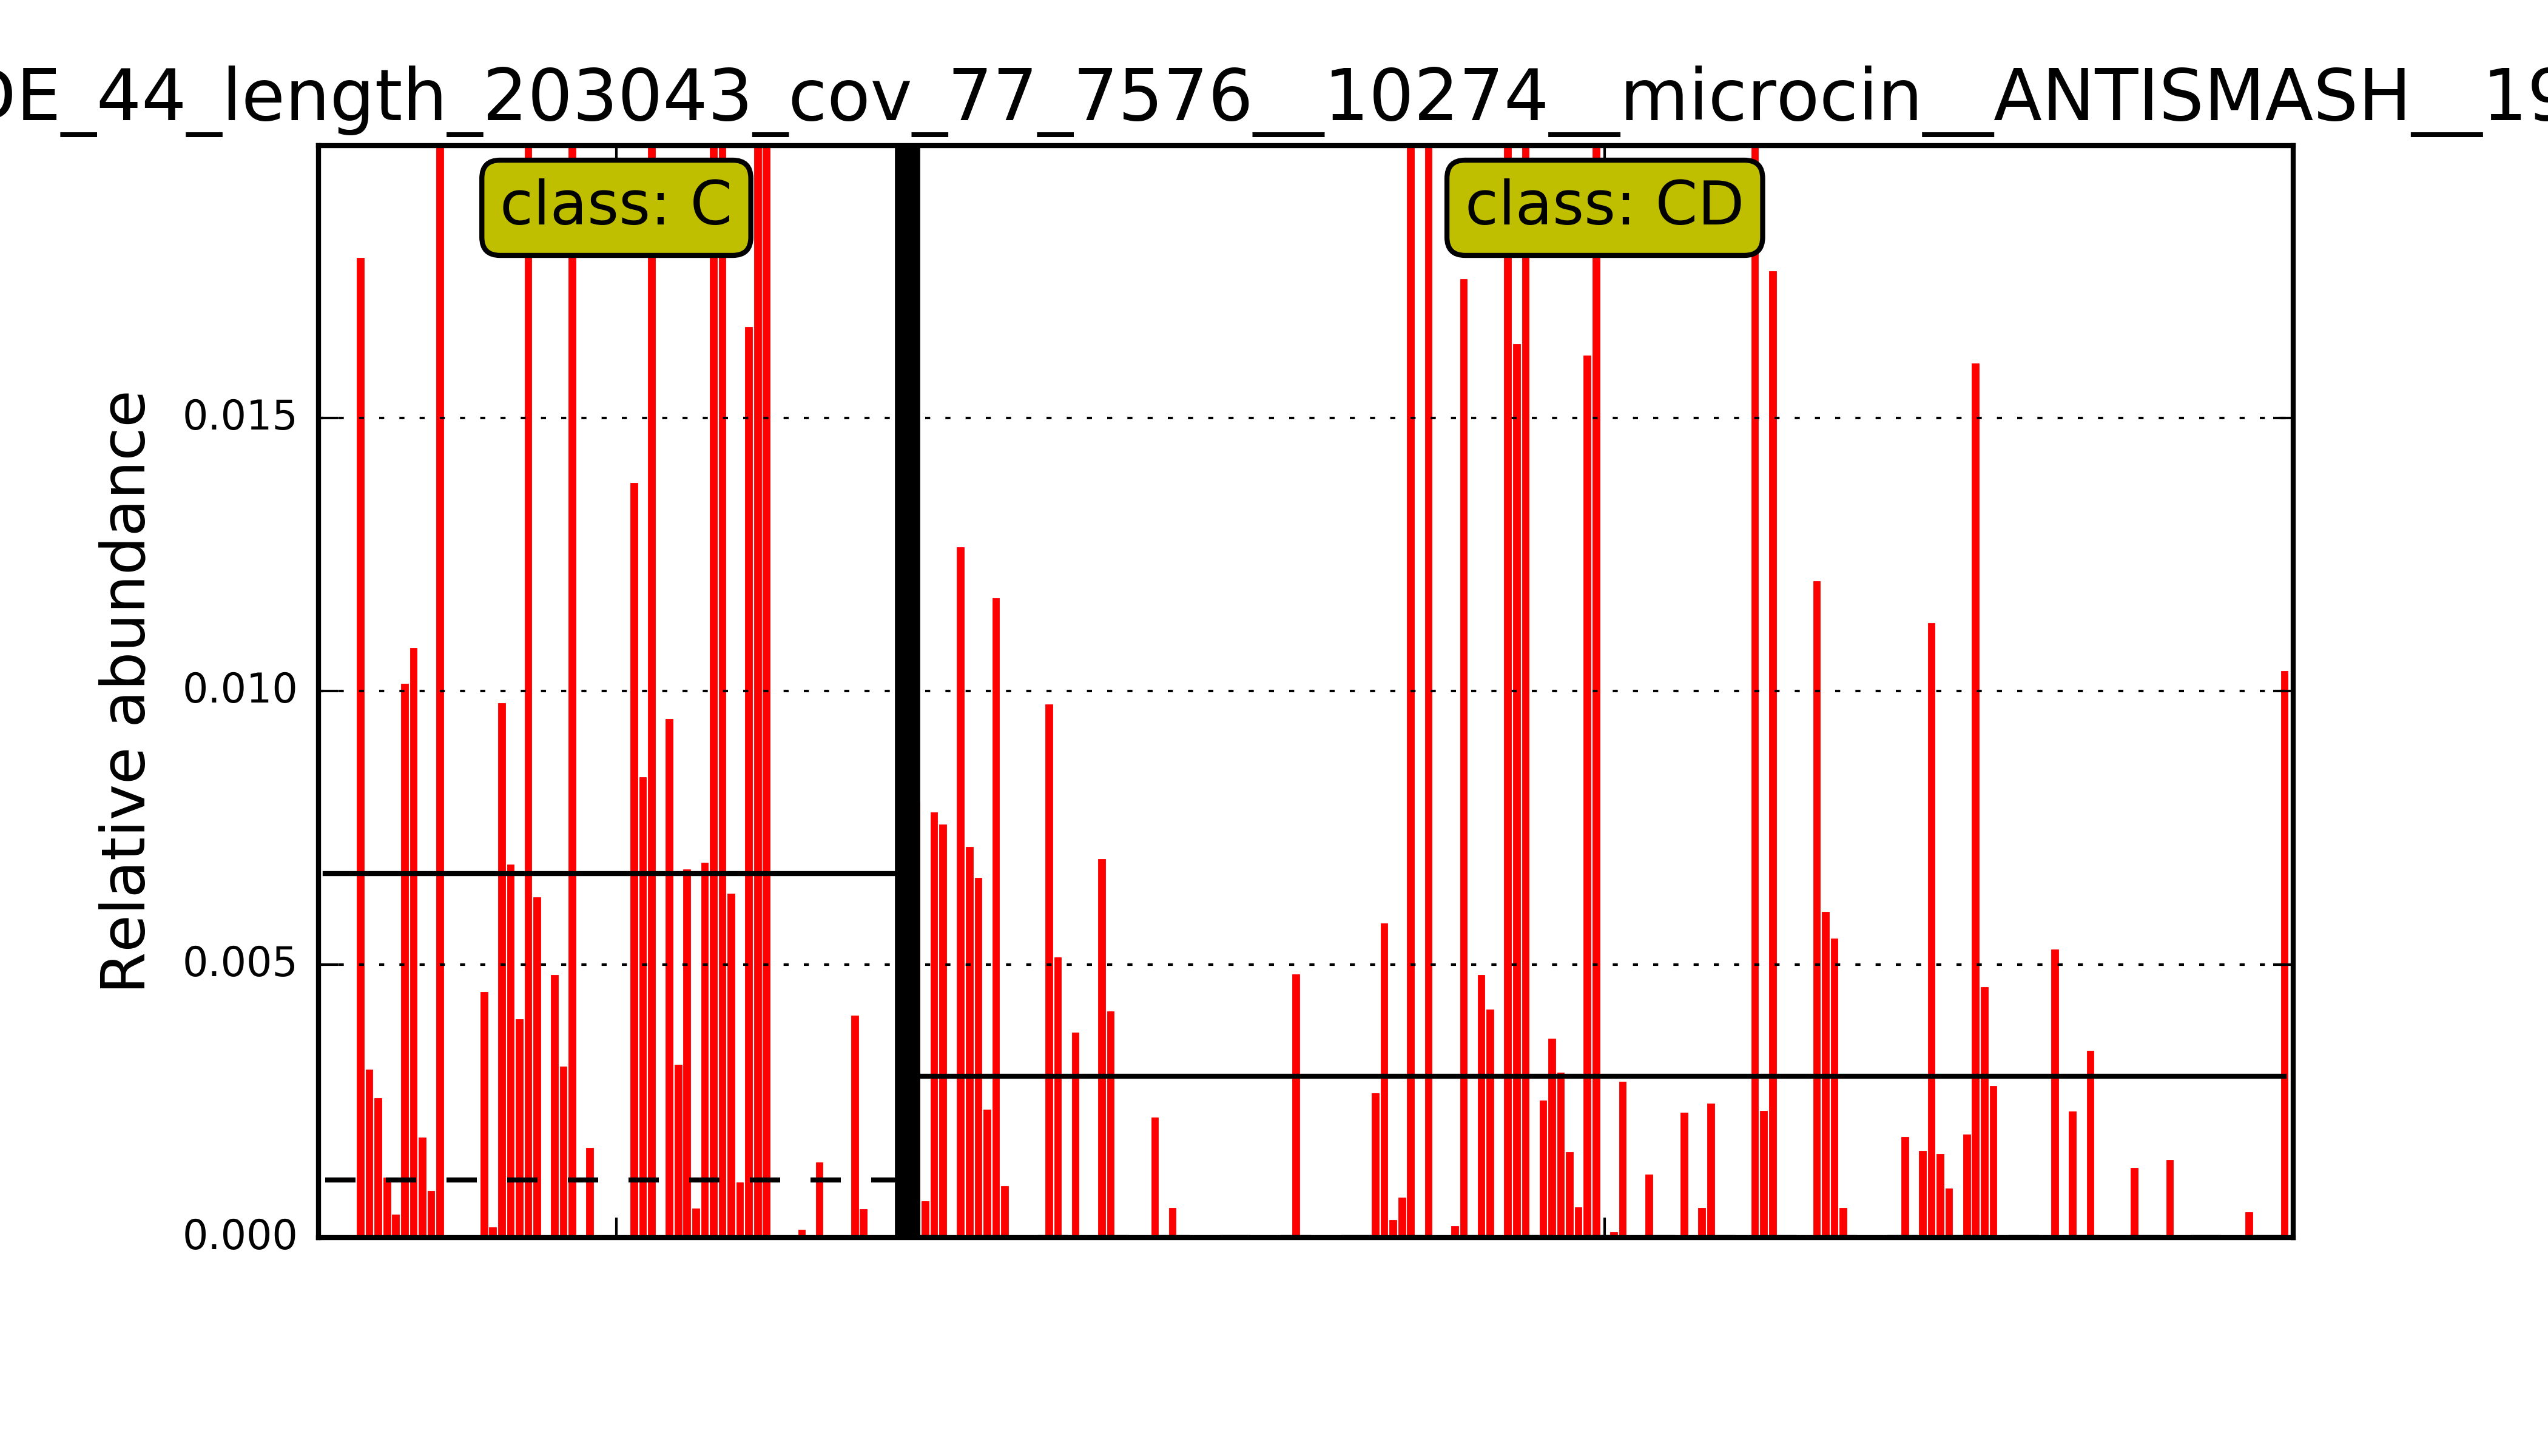 DE_44_length_203043_cov_77_7576__10274__microcin__ANTISMASH__19
class: C
class: CD
Relative abundance
0.015
0.010
0.005
0.000